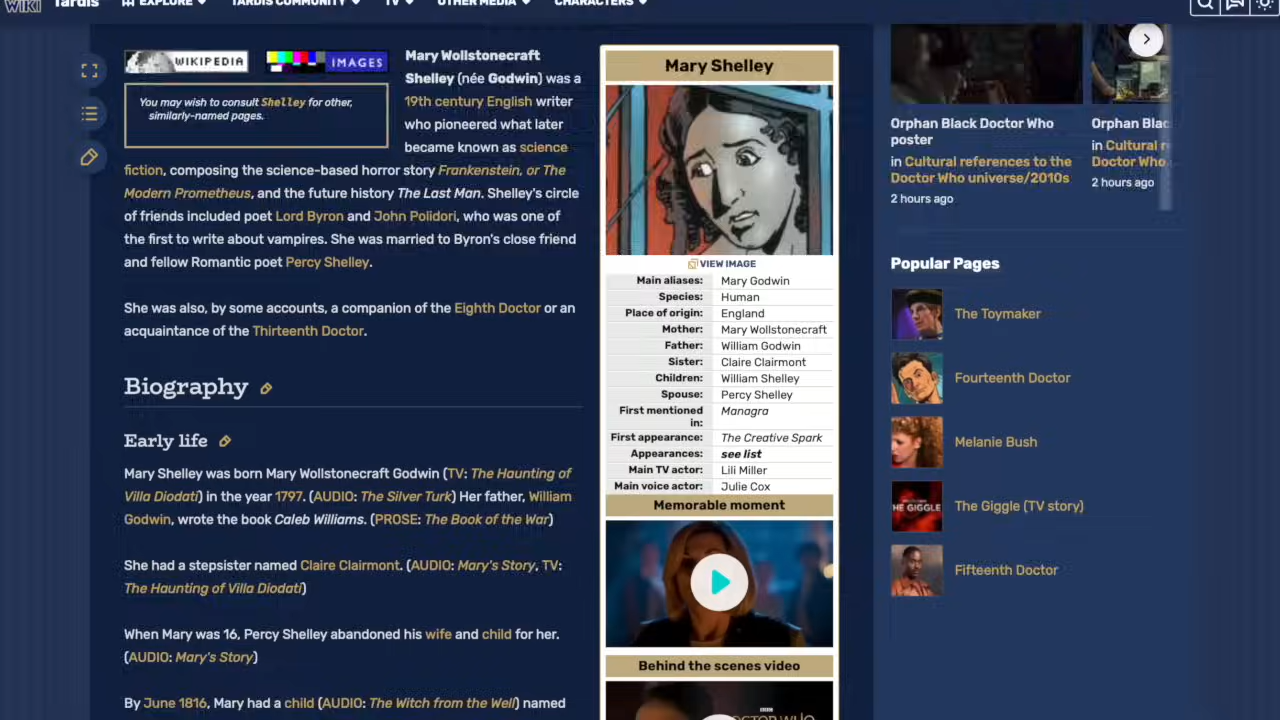 WIKI
Tardis
EXPLORE
TARDIS COMMUNITY
TV
OTHER MEDIA
CHARACTERS
WIKIPEDIA
IMAGES
You may wish to consult Shelley for other,
similarly-named pages.
Mary Wollstonecraft
Shelley (née Godwin) was a
19th century English writer
who pioneered what later
became known as science
fiction, composing the science-based horror story Frankenstein, or The
Modern Prometheus, and the future history The Last Man. Shelley's circle
of friends included poet Lord Byron and John Polidori, who was one of
the first to write about vampires. She was married to Byron's close friend
and fellow Romantic poet Percy Shelley.
She was also, by some accounts, a companion of the Eighth Doctor or an
acquaintance of the Thirteenth Doctor.
Biography
Early life
Mary Shelley was born Mary Wollstonecraft Godwin (TV: The Haunting of
Villa Diodati) in the year 1797. (AUDIO: The Silver Turk) Her father, William
Godwin, wrote the book Caleb Williams. (PROSE: The Book of the War)
She had a stepsister named Claire Clairmont. (AUDIO: Mary's Story, TV:
The Haunting of Villa Diodati)
When Mary was 16, Percy Shelley abandoned his wife and child for her.
(AUDIO: Mary's Story)
By June 1816, Mary had a child (AUDIO: The Witch from the Well) named
Mary Shelley
VIEW IMAGE
Main aliases: Mary Godwin
Species: Human
Place of origin: England
Mother: Mary Wollstonecraft
Father: William Godwin
Sister: Claire Clairmont
Children: William Shelley
Spouse: Percy Shelley
First mentioned in: Managra
First appearance: The Creative Spark
Appearances: see list
Main TV actor: Lili Miller
Main voice actor: Julie Cox
Memorable moment
Behind the scenes video
BBC
DOCTOR WHO
Orphan Black Doctor Who
poster
in Cultural references to the
Doctor Who universe/2010s
2 hours ago
Orphan Blac
in Cultural r
Doctor Who
2 hours ago
Popular Pages
The Toymaker
Fourteenth Doctor
Melanie Bush
HE GIGGLE
The Giggle (TV story)
Fifteenth Doctor